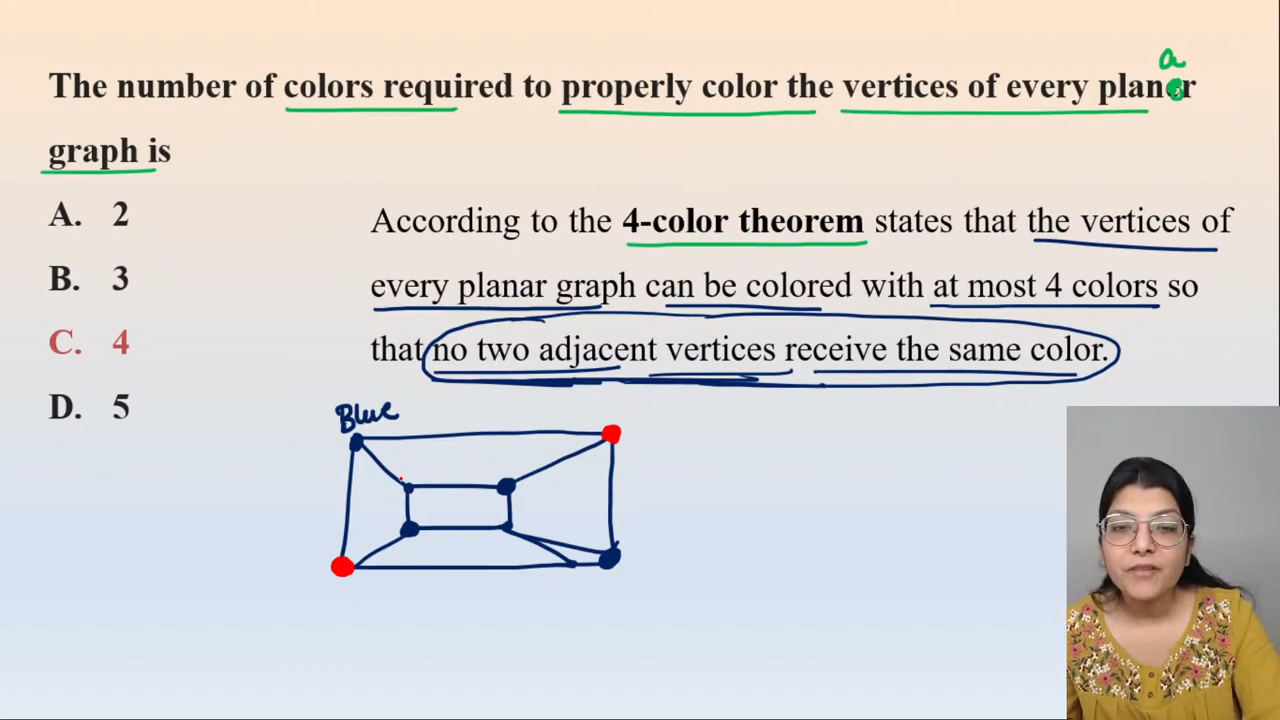 a
The number of colors required to properly color the vertices of every planer
graph is
A. 2
B. 3
C. 4
D. 5
According to the 4-color theorem states that the vertices of
every planar graph can be colored with at most 4 colors so
that no two adjacent vertices receive the same color.
Blue